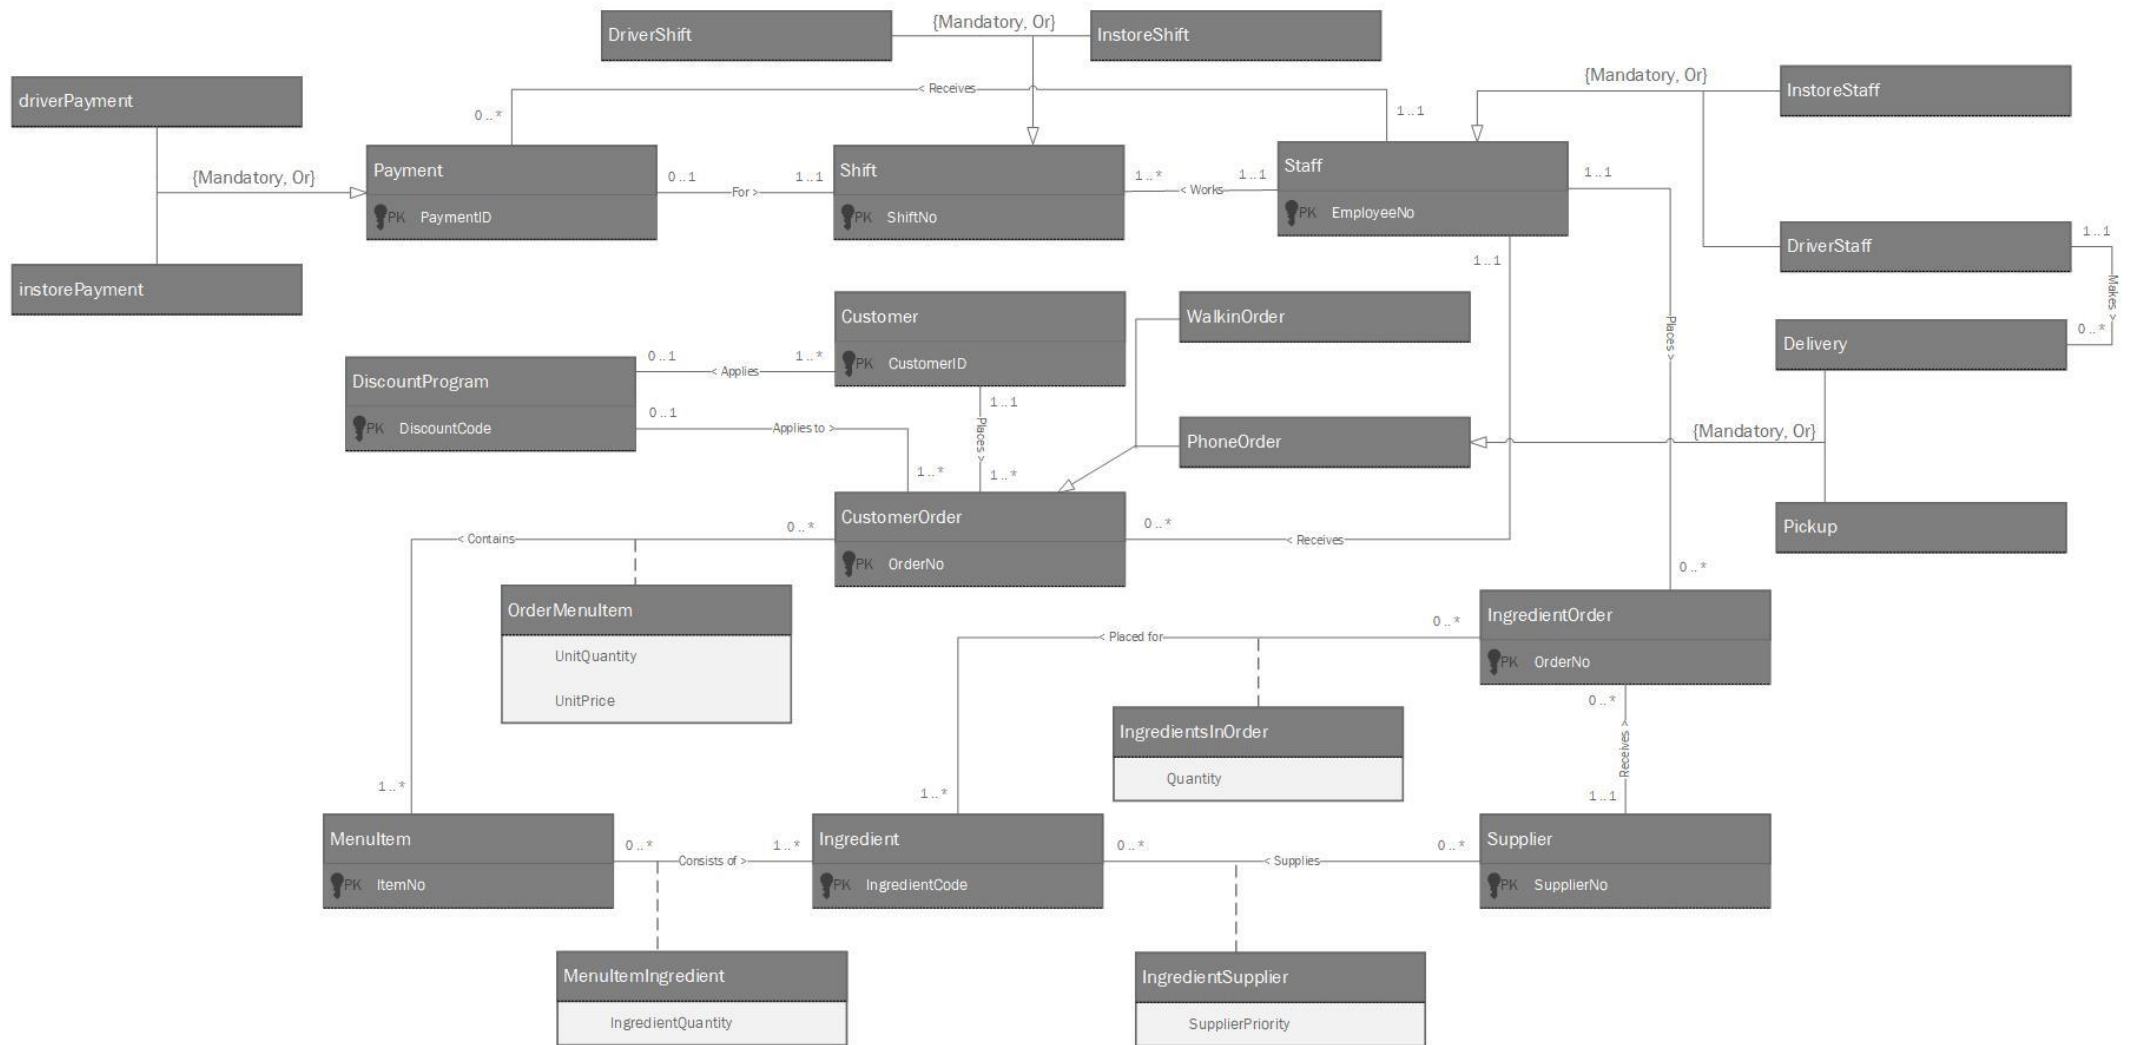 DriverShift
{Mandatory, Or}
InstoreShift
driverPayment
{Mandatory, Or}
instorePayment
< Receives
0..*
1..1
{Mandatory, Or}
InstoreStaff
Payment
PK PaymentID
0..1
For >
1..1
Shift
PK ShiftNo
1..*
< Works
1..1
Staff
PK EmployeeNo
1..1
1..1
DriverStaff
1..1
Makes >
0..*
Delivery
Places >
Customer
PK CustomerID
WalkinOrder
0..1
< Applies
1..*
DiscountProgram
PK DiscountCode
0..1
Applies to >
1..*
1..1
Places >
1..*
PhoneOrder
{Mandatory, Or}
Pickup
CustomerOrder
PK OrderNo
0..*
< Contains
0..*
< Receives
OrderMenuItem
UnitQuantity
UnitPrice
0..*
IngredientOrder
PK OrderNo
0..*
< Placed for
IngredientsInOrder
Quantity
0..*
Receives >
1..1
1..*
1..*
MenuItem
PK ItemNo
0..*
Consists of >
1..*
Ingredient
PK IngredientCode
0..*
< Supplies
0..*
Supplier
PK SupplierNo
MenuItemIngredient
IngredientQuantity
IngredientSupplier
SupplierPriority